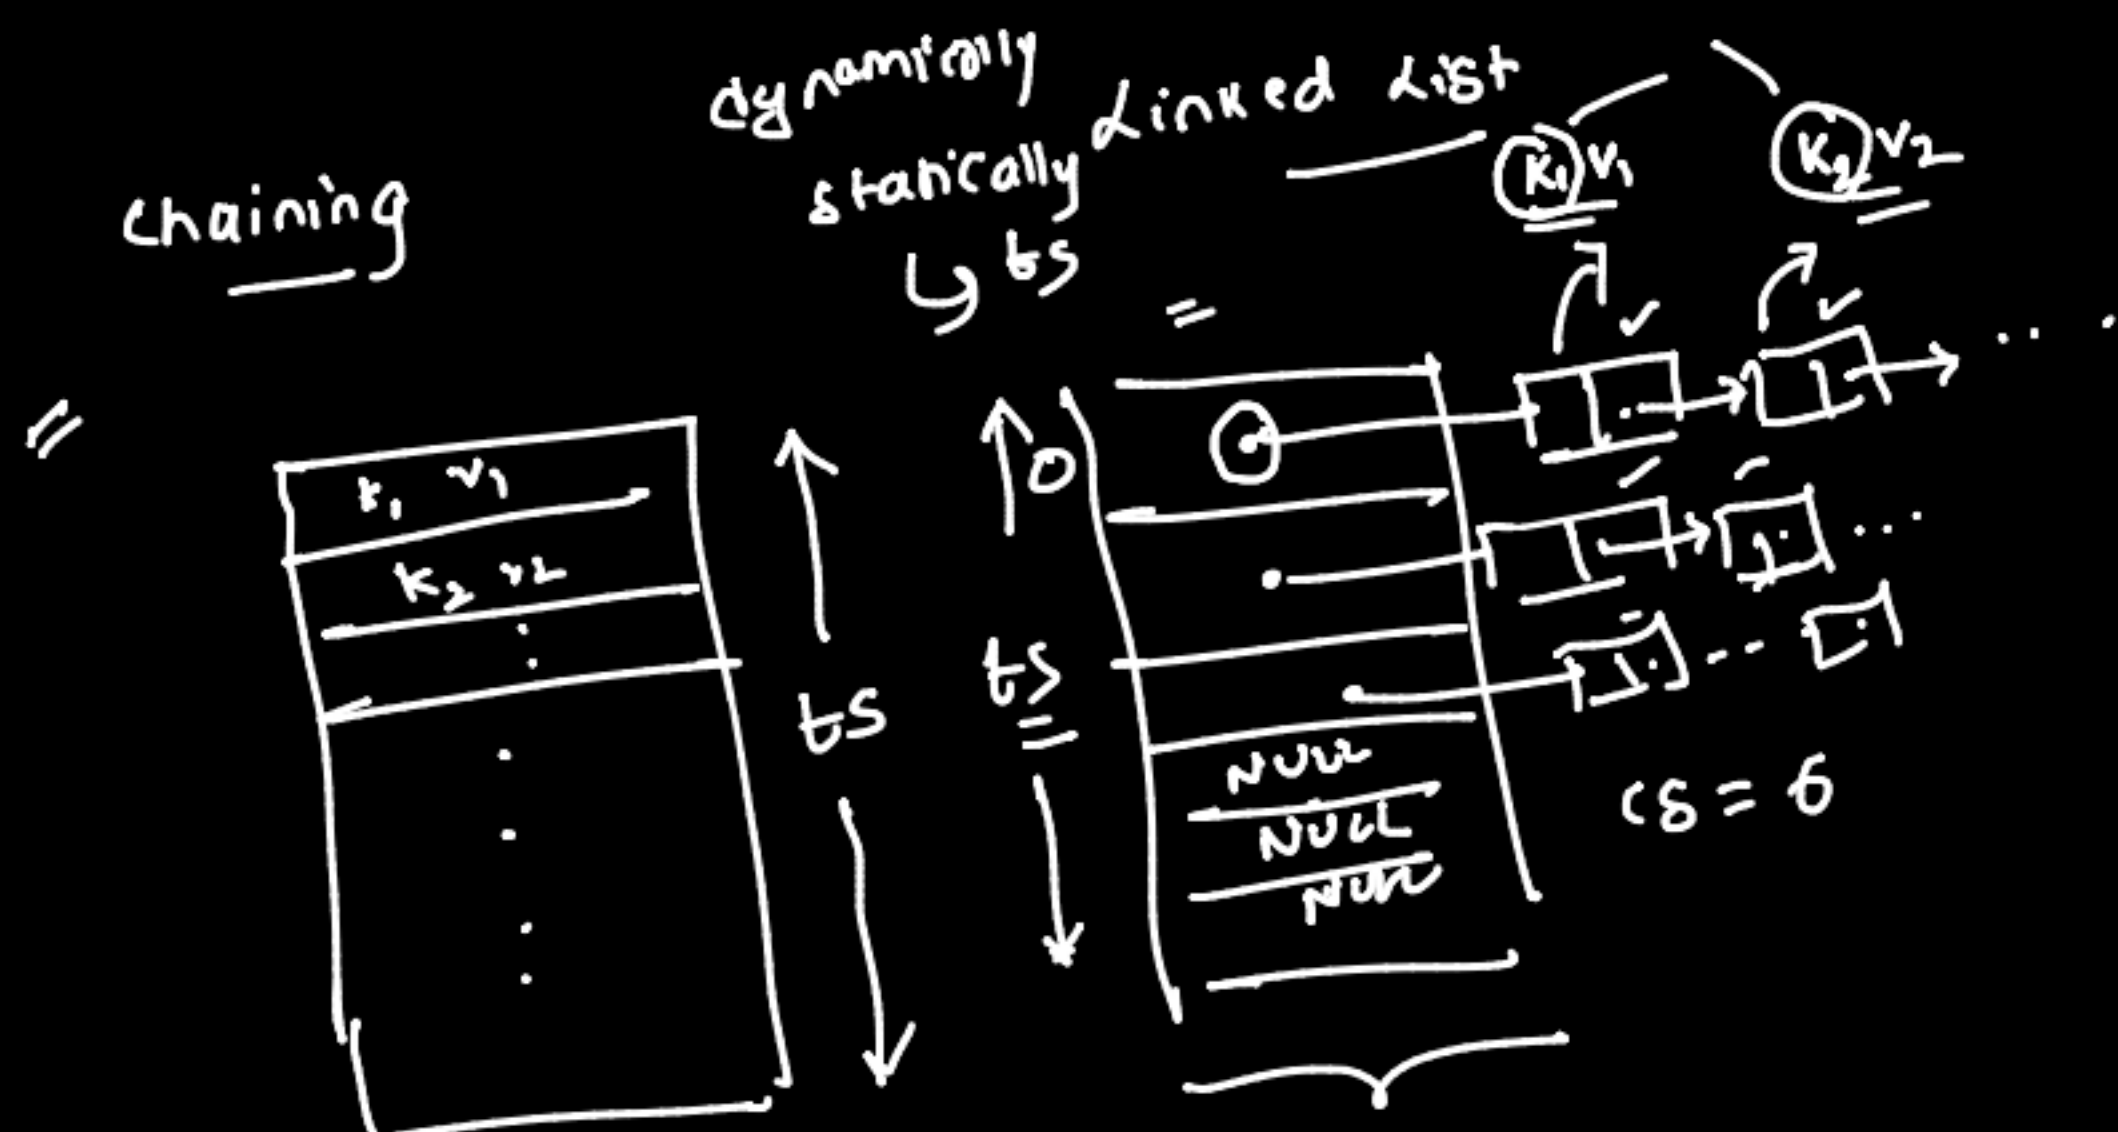 dynamically
Linked List
statically
↳ ts
chaining
K1 V1
K2 V2
k1 v1
k2 v2
ts
0
ts
NULL
NULL
NULL
cs = 6